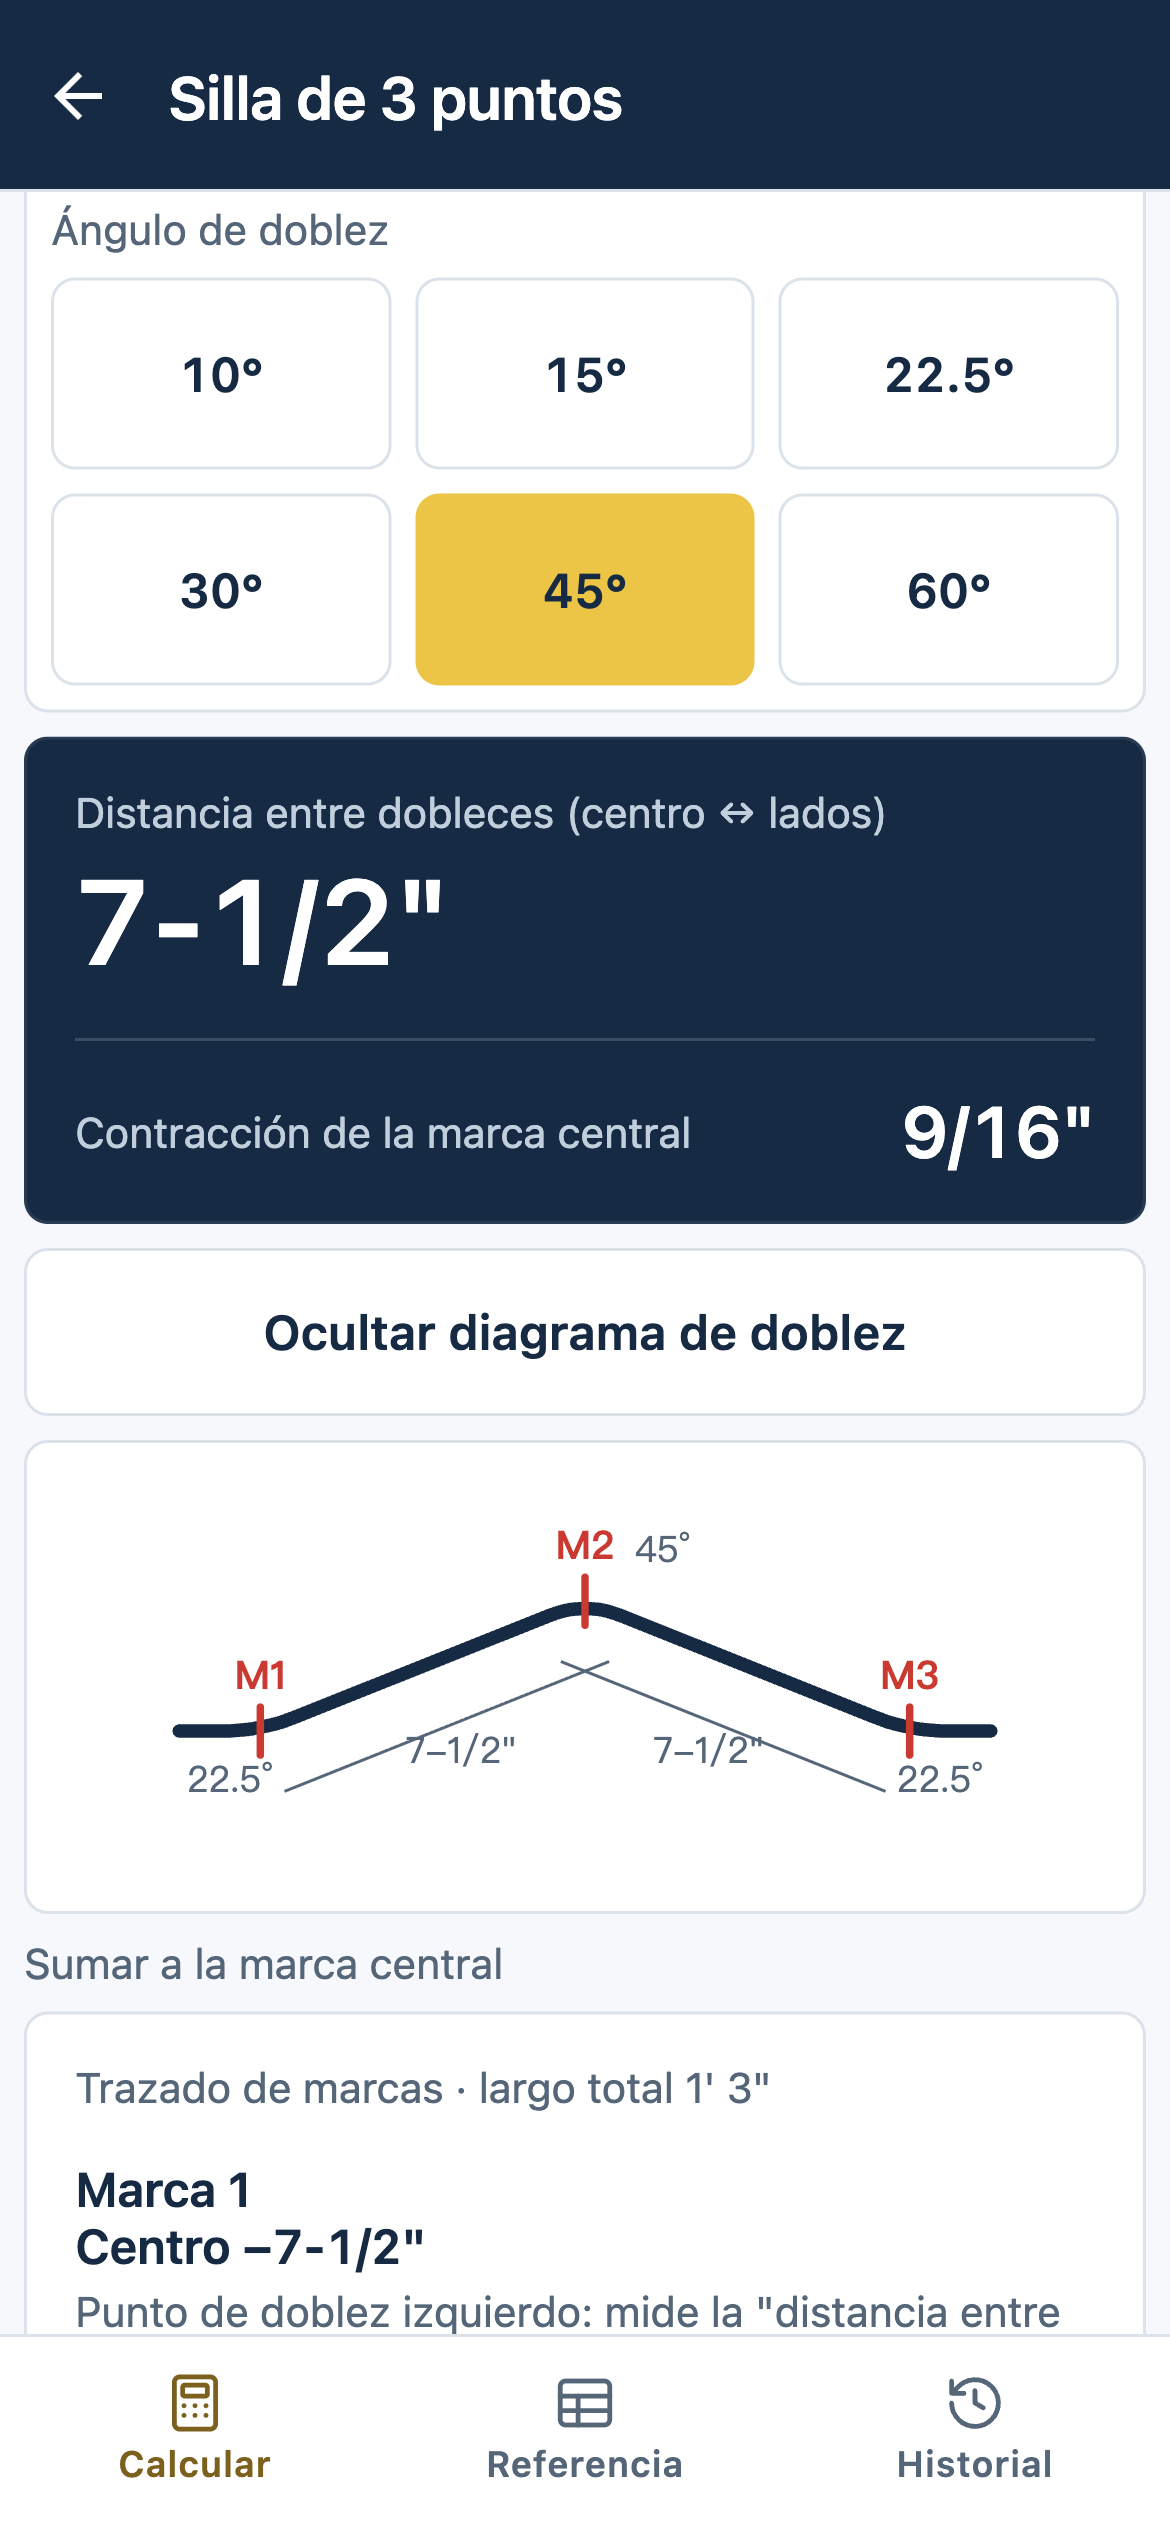 Silla de 3 puntos
Ángulo de doblez
10° 15° 22.5°
30° 45° 60°
Distancia entre dobleces (centro ↔ lados)
7-1/2"
Contracción de la marca central 9/16"
Ocultar diagrama de doblez
M2 45°
M1 M3
7–1/2" 7–1/2"
22.5° 22.5°
Sumar a la marca central
Trazado de marcas · largo total 1' 3"
Marca 1
Centro –7-1/2"
Punto de doblez izquierdo: mide la "distancia entre
Calcular Referencia Historial